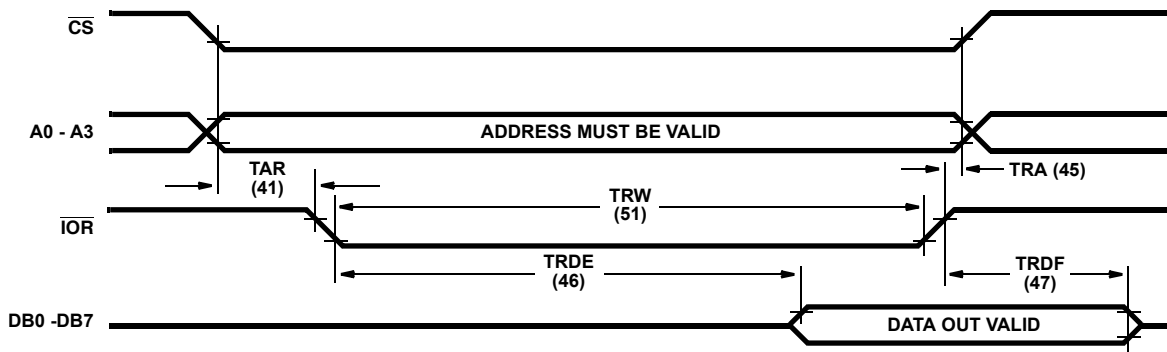 CS
A0 - A3
ADDRESS MUST BE VALID
TAR
(41)
TRA (45)
IOR
TRW
(51)
TRDE
(46)
TRDF
(47)
DB0 -DB7
DATA OUT VALID